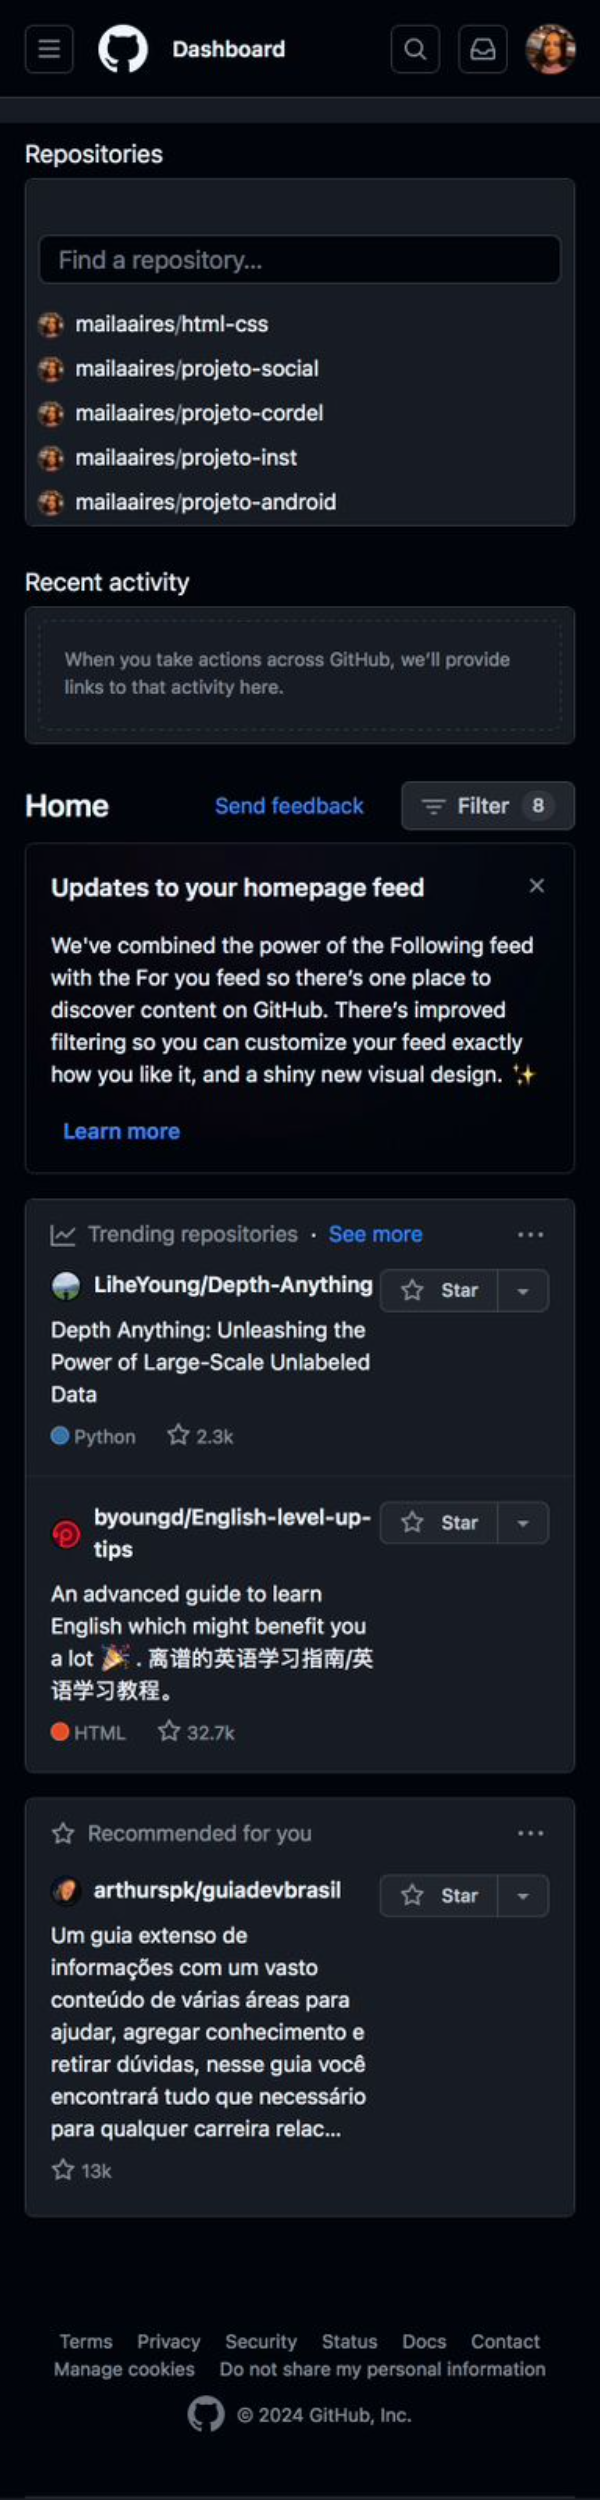 Dashboard
Repositories
Find a repository...
mailaaires/html-css
mailaaires/projeto-social
mailaaires/projeto-cordel
mailaaires/projeto-inst
mailaaires/projeto-android
Recent activity
When you take actions across GitHub, we'll provide
links to that activity here.
Home Send feedback Filter 8
Updates to your homepage feed
We've combined the power of the Following feed
with the For you feed so there's one place to
discover content on GitHub. There's improved
filtering so you can customize your feed exactly
how you like it, and a shiny new visual design. ✨
Learn more
Trending repositories · See more
LiheYoung/Depth-Anything Star
Depth Anything: Unleashing the
Power of Large-Scale Unlabeled
Data
Python 2.3k
byoungd/English-level-up- Star
tips
An advanced guide to learn
English which might benefit you
a lot 🎉 . 离谱的英语学习指南/英
语学习教程。
HTML 32.7k
Recommended for you
arthurspk/guiadevbrasil Star
Um guia extenso de
informações com um vasto
conteúdo de várias áreas para
ajudar, agregar conhecimento e
retirar dúvidas, nesse guia você
encontrará tudo que necessário
para qualquer carreira relac...
13k
Terms Privacy Security Status Docs Contact
Manage cookies Do not share my personal information
© 2024 GitHub, Inc.